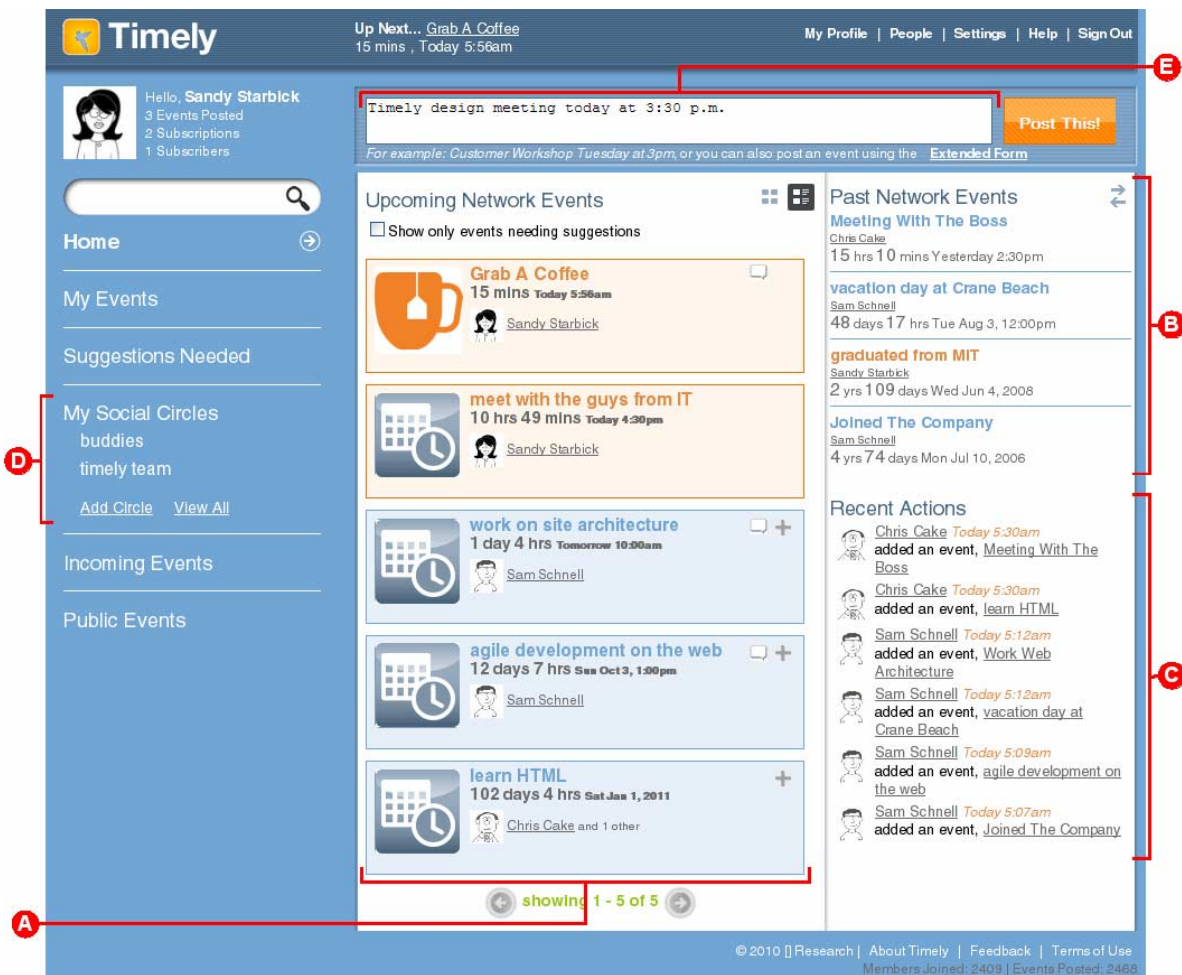 Timely
Up Next... Grab A Coffee
15 mins , Today 5:56am
My Profile | People | Settings | Help | Sign Out
E
Hello, Sandy Starbick
3 Events Posted
2 Subscriptions
1 Subscribers
Timely design meeting today at 3:30 p.m.
Post This!
For example: Customer Workshop Tuesday at 3pm, or you can also post an event using the Extended Form
Home
My Events
Suggestions Needed
D
My Social Circles
buddies
timely team
Add Circle View All
Incoming Events
Public Events
Upcoming Network Events
Show only events needing suggestions
Grab A Coffee
15 mins Today 5:56am
Sandy Starbick
meet with the guys from IT
10 hrs 49 mins Today 4:30pm
Sandy Starbick
work on site architecture
1 day 4 hrs Tomorrow 10:00am
Sam Schnell
agile development on the web
12 days 7 hrs Sun Oct 3, 1:00pm
Sam Schnell
learn HTML
102 days 4 hrs Sat Jan 1, 2011
Chris Cake and 1 other
showing 1 - 5 of 5
A
Past Network Events
Meeting With The Boss
Chris Cake
15 hrs 10 mins Yesterday 2:30pm
vacation day at Crane Beach
Sam Schnell
48 days 17 hrs Tue Aug 3, 12:00pm
B
graduated from MIT
Sandy Starbick
2 yrs 109 days Wed Jun 4, 2008
Joined The Company
Sam Schnell
4 yrs 74 days Mon Jul 10, 2006
Recent Actions
Chris Cake Today 5:30am
added an event, Meeting With The
Boss
Chris Cake Today 5:30am
added an event, learn HTML
Sam Schnell Today 5:12am
added an event, Work Web
Architecture
C
Sam Schnell Today 5:12am
added an event, vacation day at
Crane Beach
Sam Schnell Today 5:09am
added an event, agile development on
the web
Sam Schnell Today 5:07am
added an event, Joined The Company
© 2010 [] Research | About Timely | Feedback | Terms of Use
Members Joined: 2409 | Events Posted: 2468